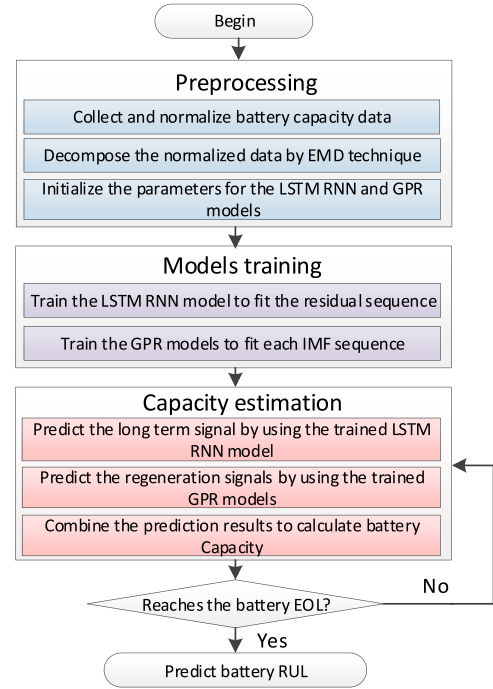 Begin
Preprocessing
Collect and normalize battery capacity data
Decompose the normalized data by EMD technique
Initialize the parameters for the LSTM RNN and GPR
models
Models training
Train the LSTM RNN model to fit the residual sequence
Train the GPR models to fit each IMF sequence
Capacity estimation
Predict the long term signal by using the trained LSTM
RNN model
Predict the regeneration signals by using the trained
GPR models
Combine the prediction results to calculate battery
Capacity
Reaches the battery EOL?
No
Yes
Predict battery RUL